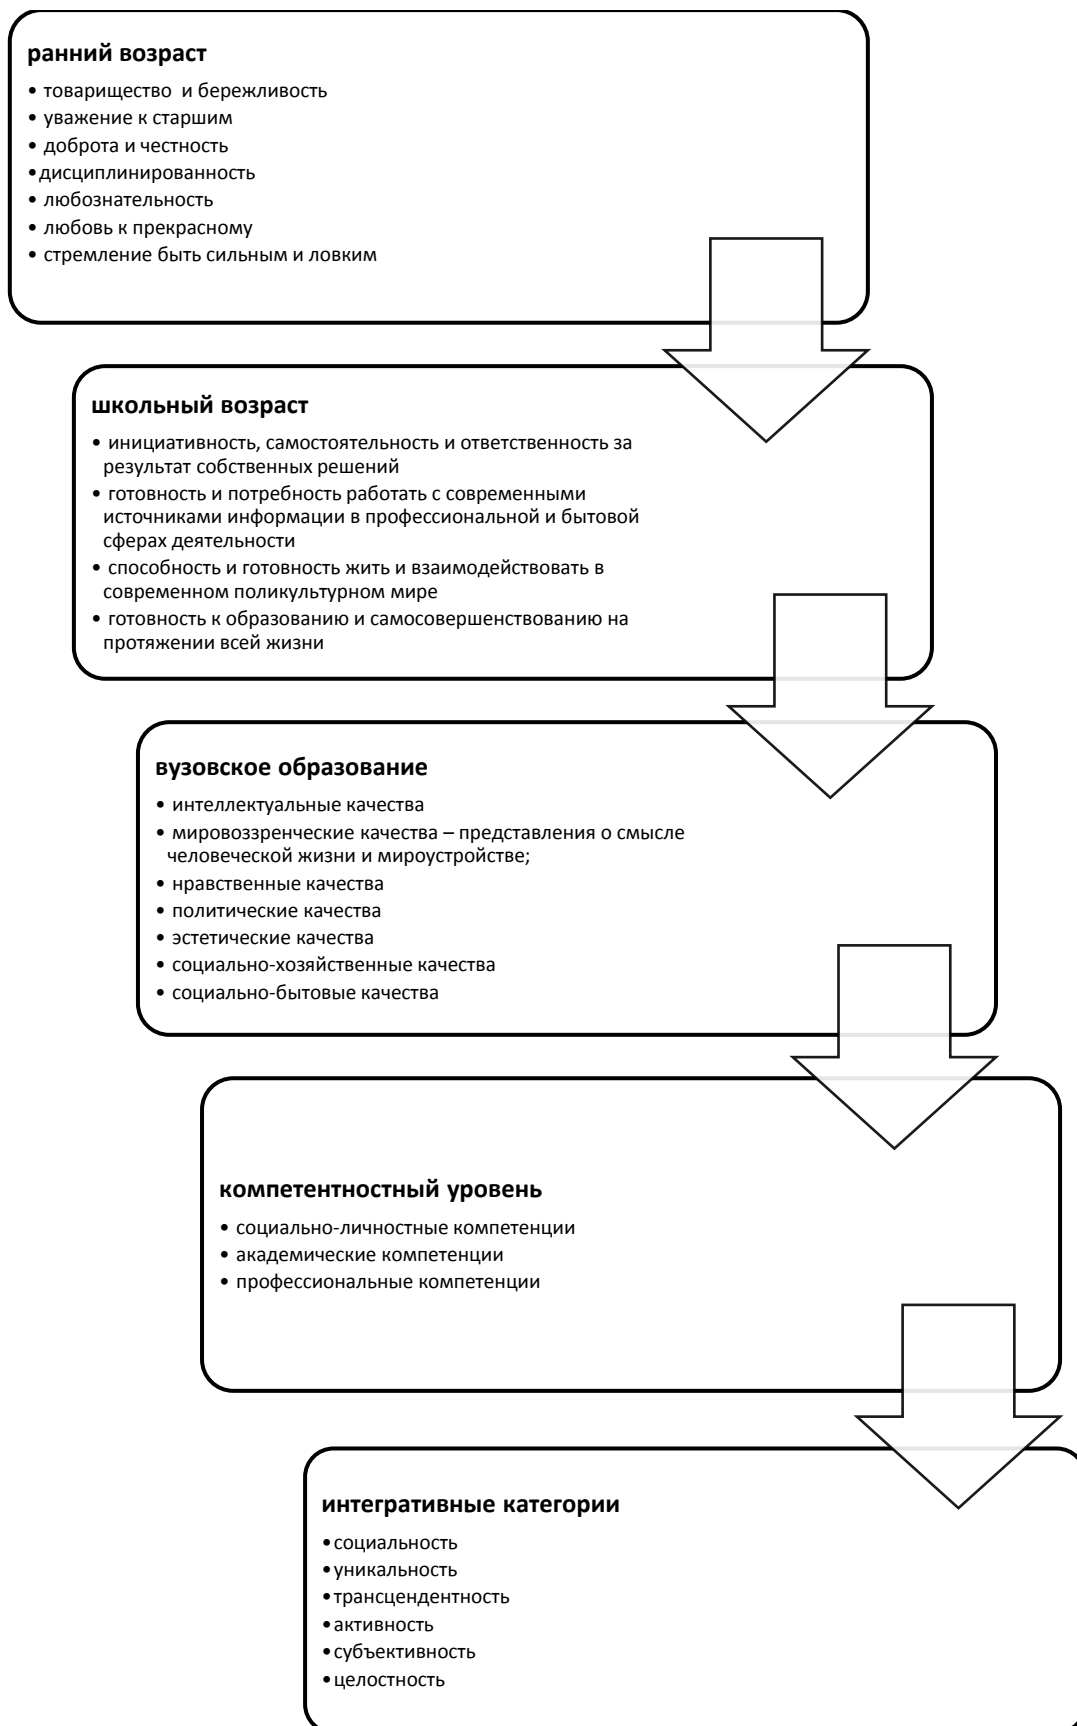 ранний возраст
• товарищество  и бережливость
• уважение к старшим
• доброта и честность
•дисциплинированность
• любознательность
• любовь к прекрасному
• стремление быть сильным и ловким
школьный возраст
• инициативность, самостоятельность и ответственность за
результат собственных решений
• готовность и потребность работать с современными
источниками информации в профессиональной и бытовой
сферах деятельности
• способность и готовность жить и взаимодействовать в
современном поликультурном мире
• готовность к образованию и самосовершенствованию на
протяжении всей жизни
вузовское образование
• интеллектуальные качества
• мировоззренческие качества – представления о смысле
человеческой жизни и мироустройстве;
• нравственные качества
• политические качества
• эстетические качества
• социально-хозяйственные качества
• социально-бытовые качества
компетентностный уровень
• социально-личностные компетенции
• академические компетенции
• профессиональные компетенции
интегративные категории
•социальность
•уникальность
•трансцендентность
•активность
•субъективность
•целостность